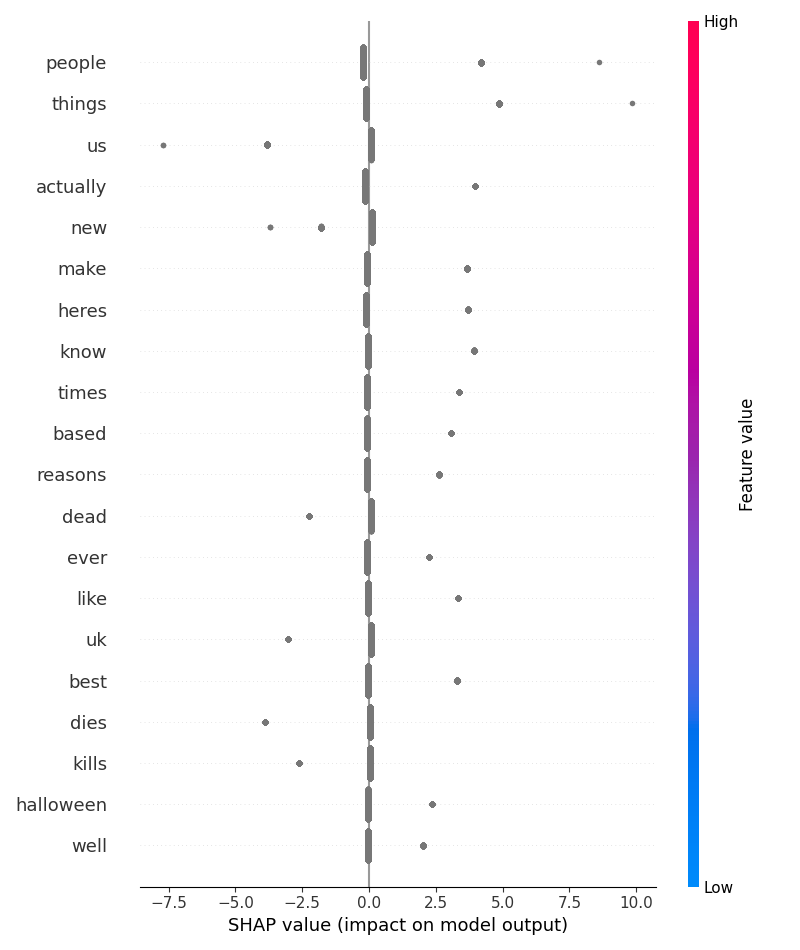 High
people
things
us
actually
new
make
heres
know
times
based
reasons
dead
ever
like
uk
best
dies
kills
halloween
well
Feature value
Low
−7.5 −5.0 −2.5 0.0 2.5 5.0 7.5 10.0
SHAP value (impact on model output)